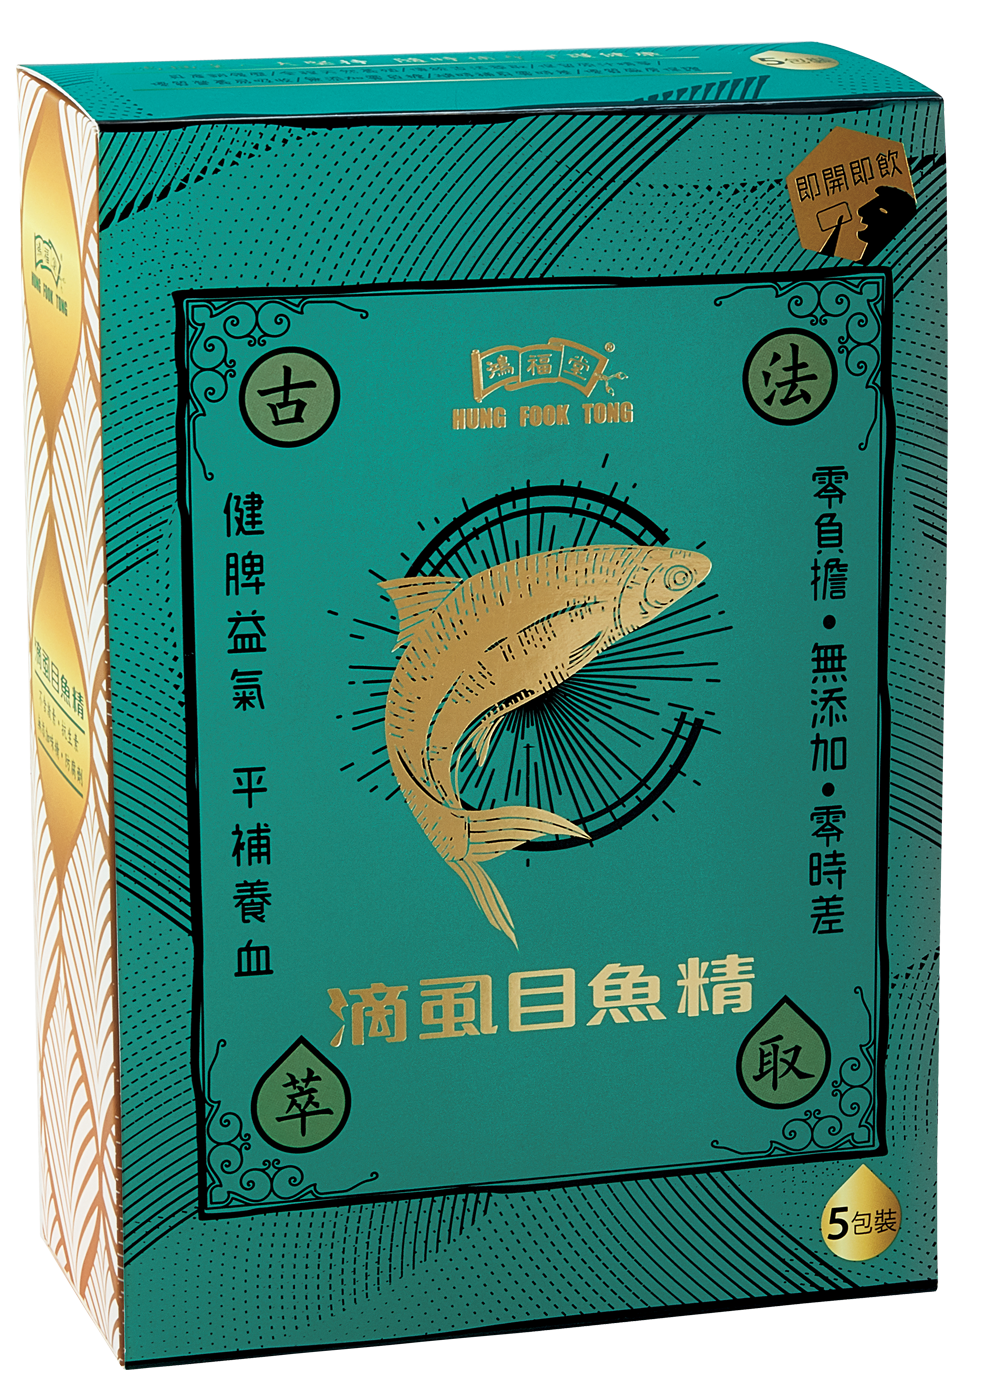 5包裝
即開即飲
鴻福堂®
HUNG FOOK TONG
古
法
健脾益氣 平補養血
零負擔・無添加・零時差
滴虱目魚精
萃
取
5包裝
鴻福堂
HUNG FOOK TONG
滴虱目魚精